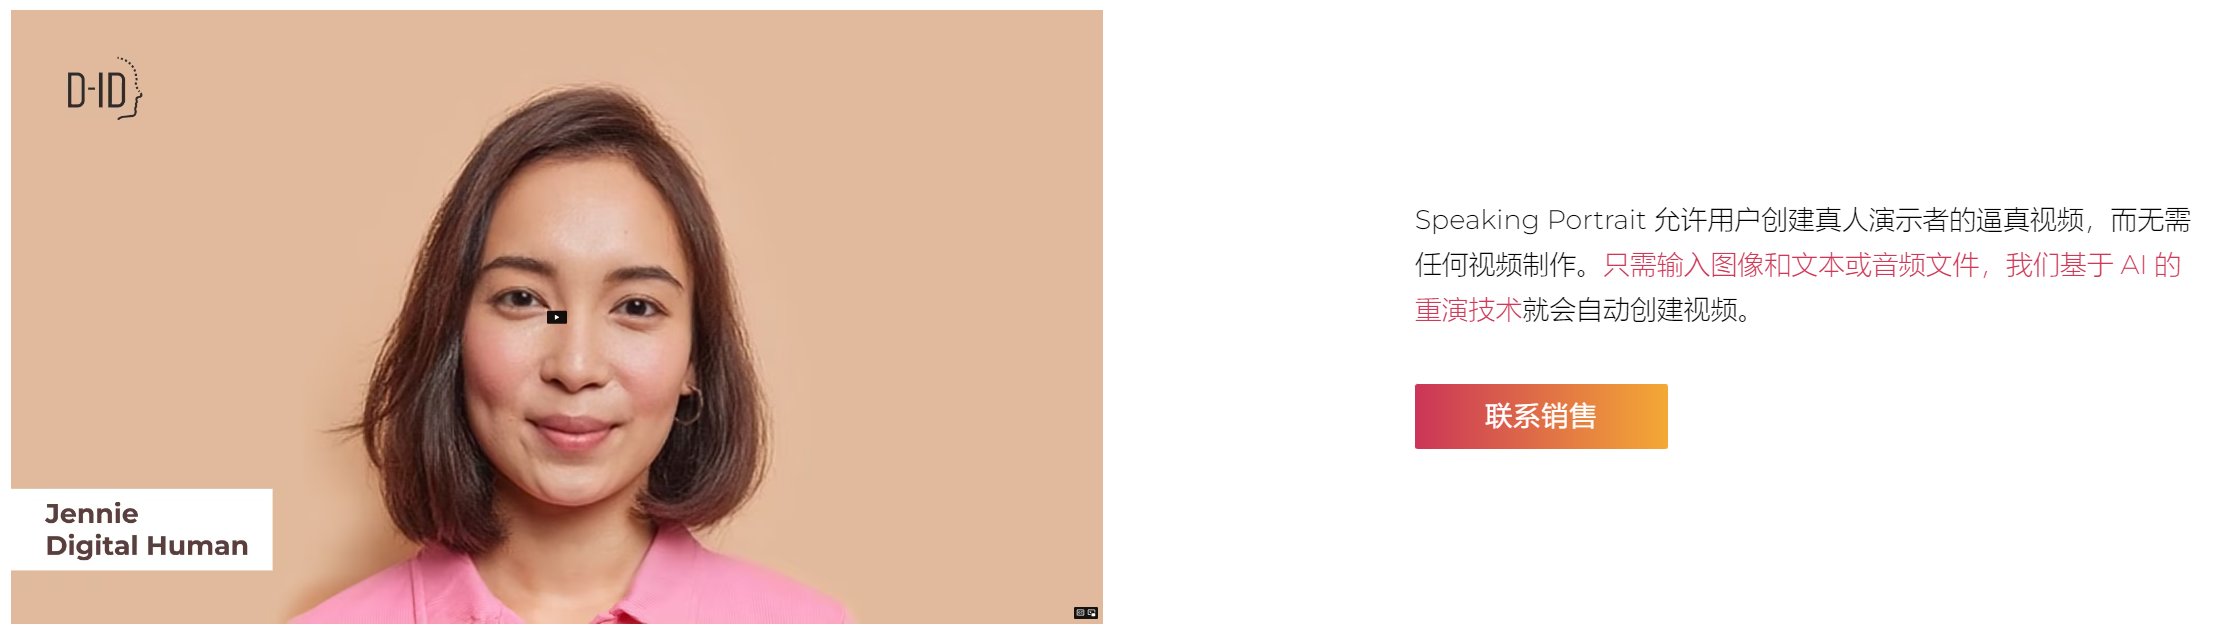 D-ID
Jennie
Digital Human
Speaking Portrait 允许用户创建真人演示者的逼真视频，而无需
任何视频制作。只需输入图像和文本或音频文件，我们基于 AI 的
重演技术就会自动创建视频。
联系销售